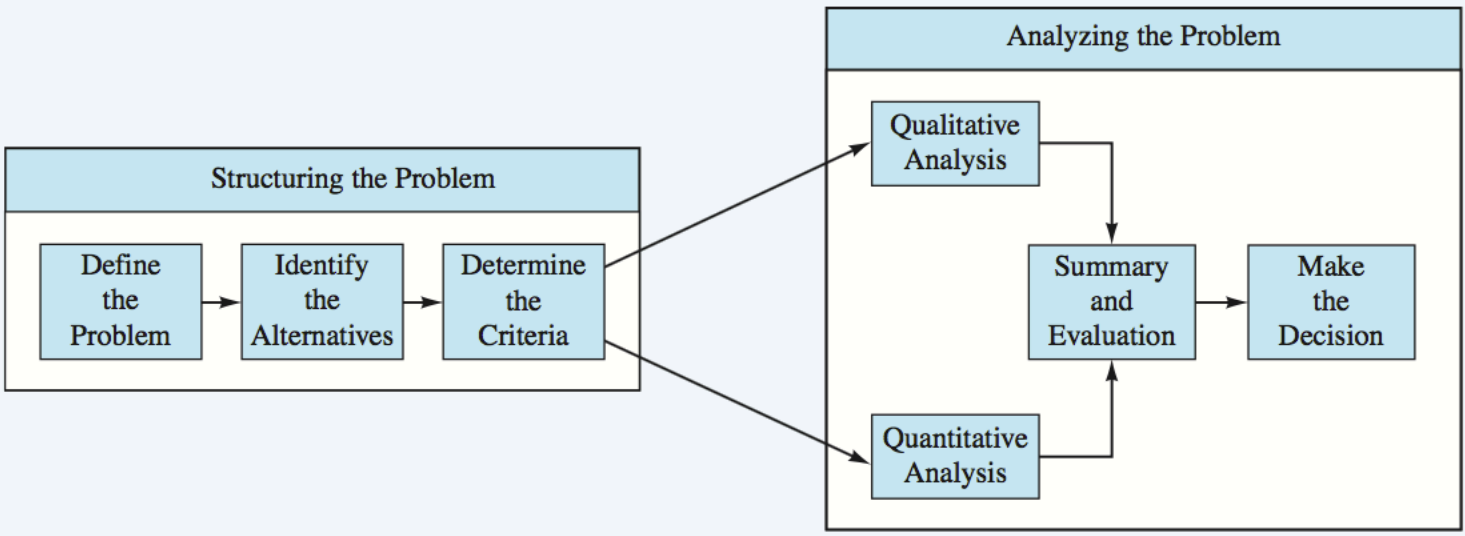 Structuring the Problem
Define
the
Problem
Identify
the
Alternatives
Determine
the
Criteria
Analyzing the Problem
Qualitative
Analysis
Quantitative
Analysis
Summary
and
Evaluation
Make
the
Decision